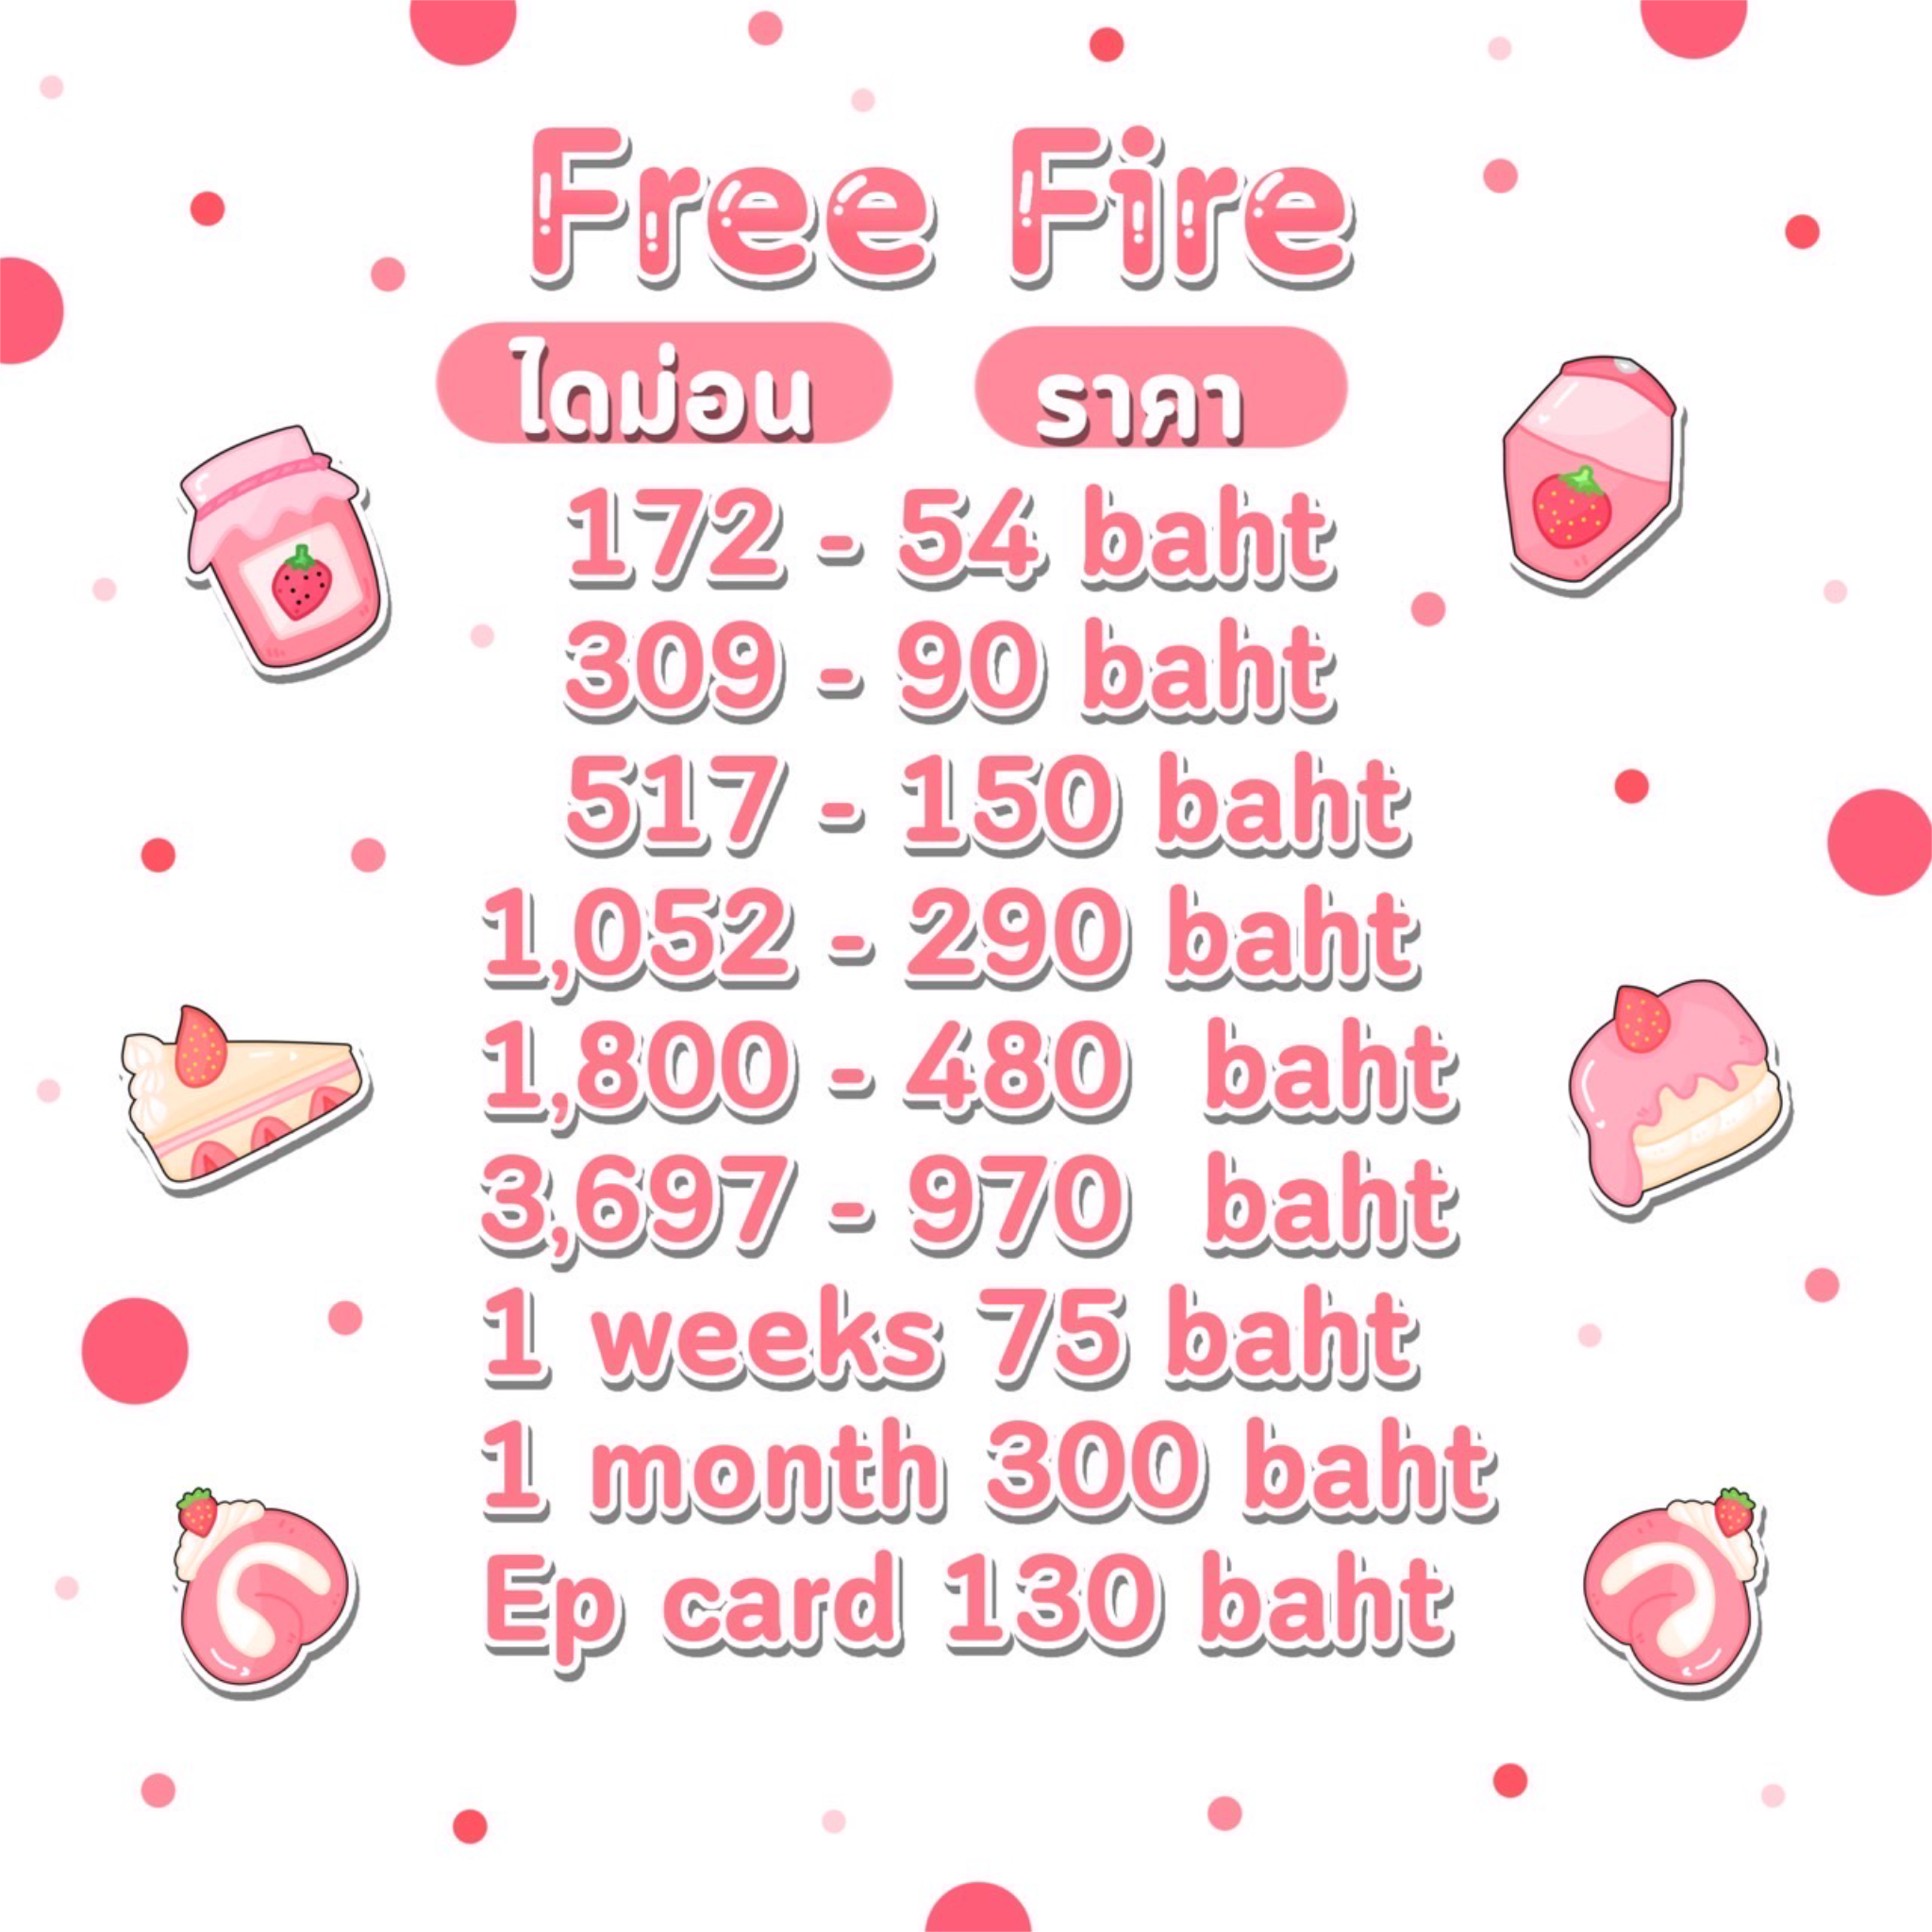 Free Fire
ไดม่อน ราคา
172 - 54 baht
309 - 90 baht
517 - 150 baht
1,052 - 290 baht
1,800 - 480 baht
3,697 - 970 baht
1 weeks 75 baht
1 month 300 baht
Ep card 130 baht